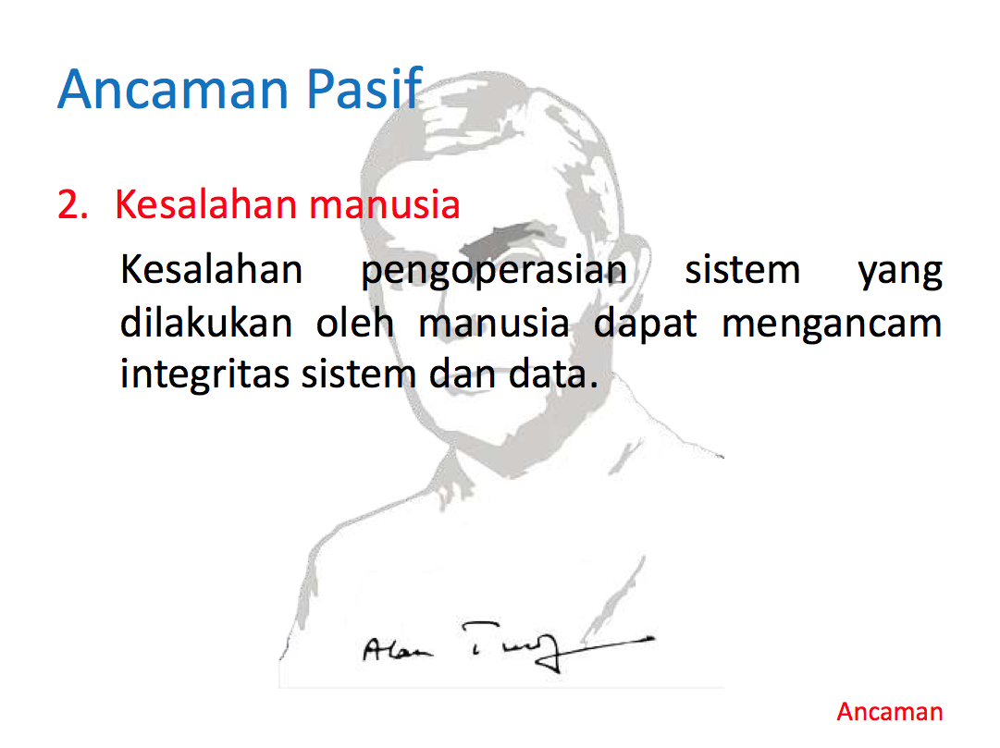 Ancaman Pasif
2. Kesalahan manusia
Kesalahan pengoperasian sistem yang
dilakukan oleh manusia dapat mengancam
integritas sistem dan data.
Alan Turing
Ancaman